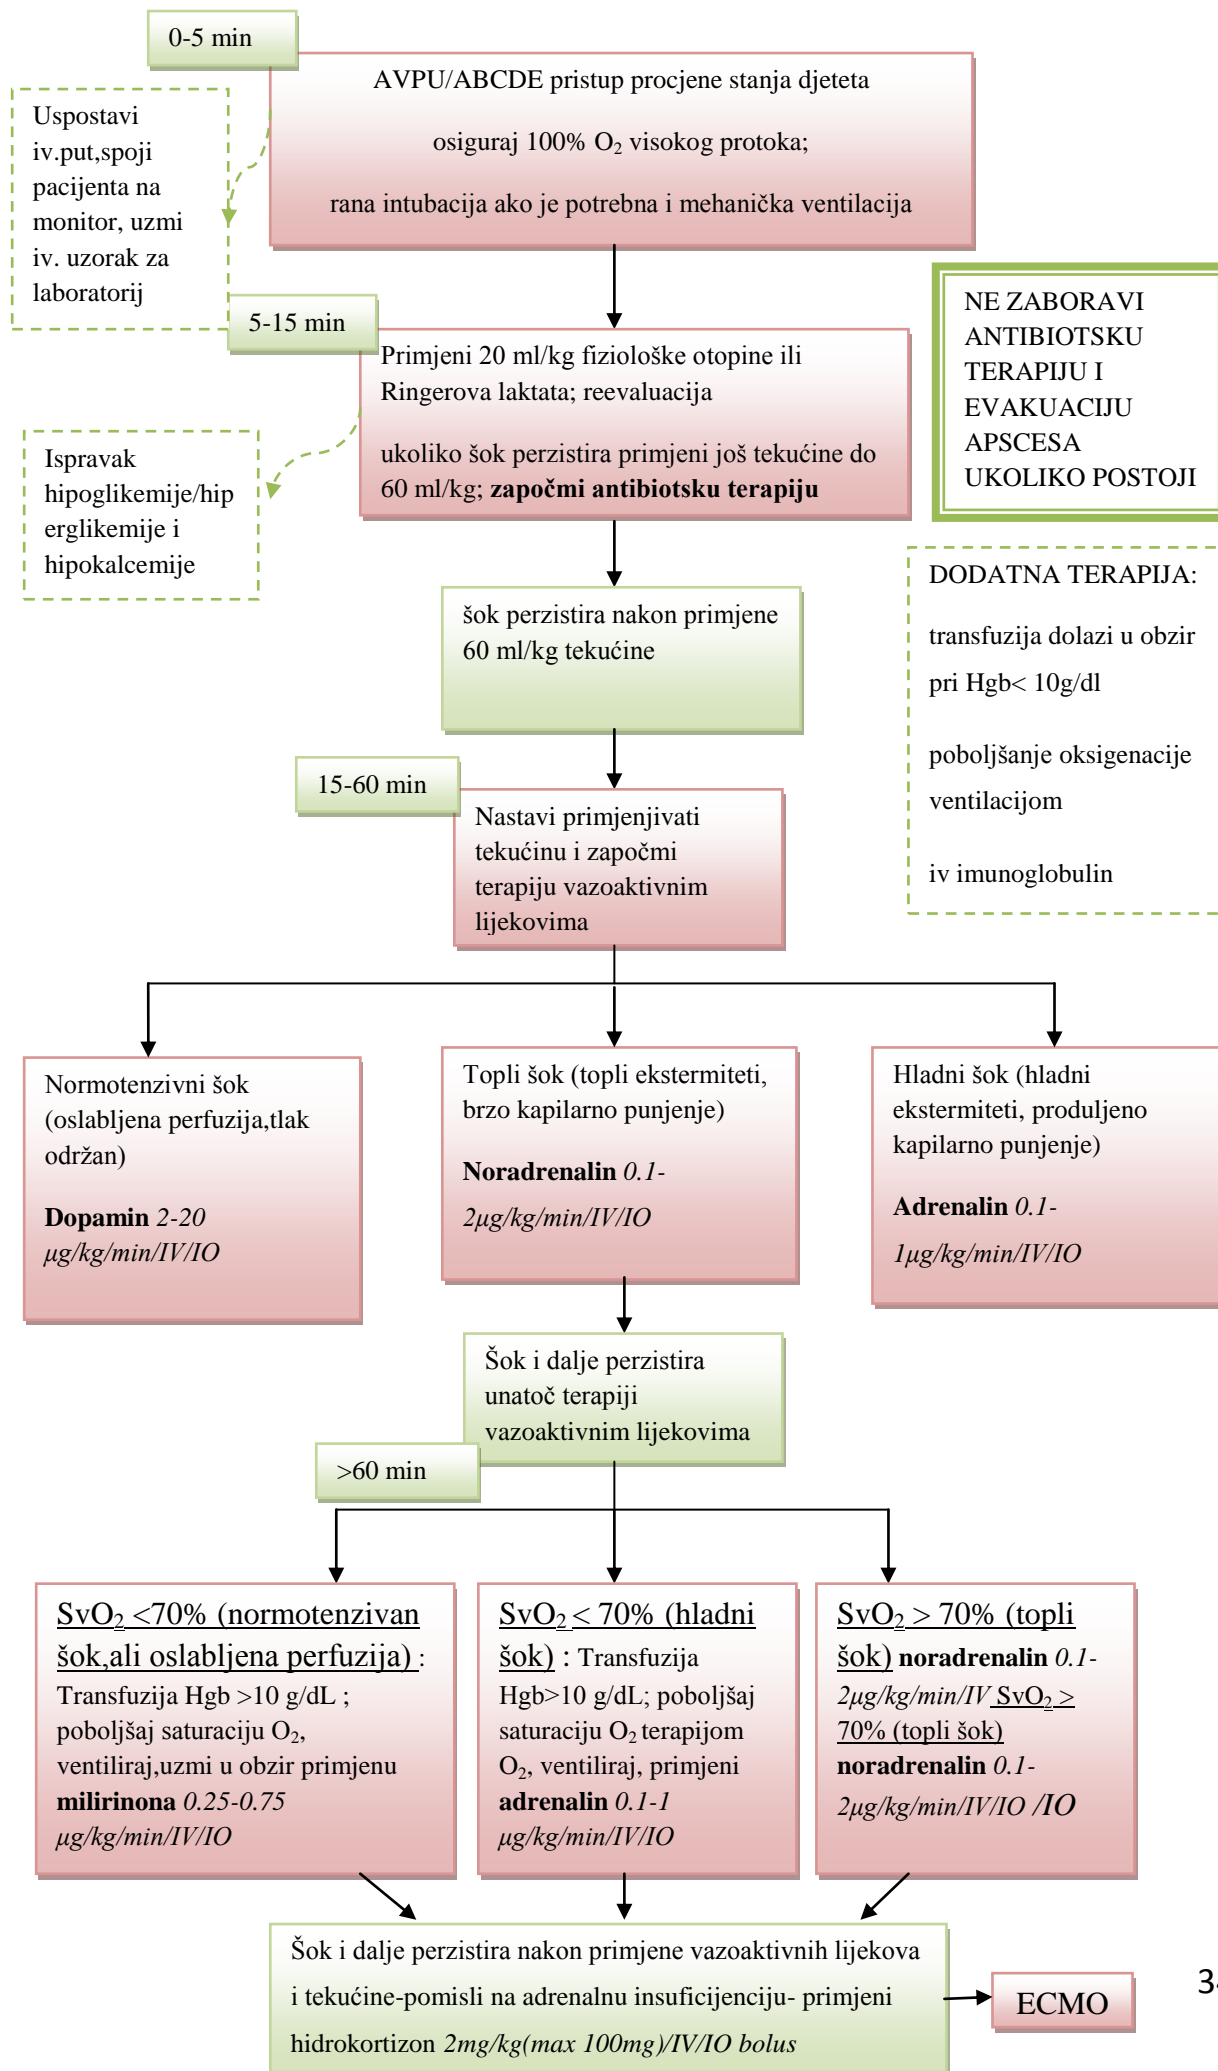 0-5 min
AVPU/ABCDE pristup procjene stanja djeteta
osiguraj 100% O₂ visokog protoka;
rana intubacija ako je potrebna i mehanička ventilacija
Uspostavi
iv.put,spoji
pacijenta na
monitor, uzmi
iv. uzorak za
laboratorij
5-15 min
Primjeni 20 ml/kg fiziološke otopine ili
Ringerova laktata; reevaluacija
ukoliko šok perzistira primjeni još tekućine do
60 ml/kg; započmi antibiotsku terapiju
NE ZABORAVI
ANTIBIOTSKU
TERAPIJU I
EVAKUACIJU
APSCESA
UKOLIKO POSTOJI
Ispravak
hipoglikemije/hip
erglikemije i
hipokalcemije
šok perzistira nakon primjene
60 ml/kg tekućine
DODATNA TERAPIJA:
transfuzija dolazi u obzir
pri Hgb< 10g/dl
poboljšanje oksigenacije
ventilacijom
iv imunoglobulin
15-60 min
Nastavi primjenjivati
tekućinu i započmi
terapiju vazoaktivnim
lijekovima
Normotenzivni šok
(oslabljena perfuzija,tlak
održan)
Dopamin 2-20
µg/kg/min/IV/IO
Topli šok (topli ekstermiteti,
brzo kapilarno punjenje)
Noradrenalin 0.1-
2µg/kg/min/IV/IO
Hladni šok (hladni
ekstermiteti, produljeno
kapilarno punjenje)
Adrenalin 0.1-
1µg/kg/min/IV/IO
Šok i dalje perzistira
unatoč terapiji
vazoaktivnim lijekovima
>60 min
SvO₂ <70% (normotenzivan
šok,ali oslabljena perfuzija) :
Transfuzija Hgb >10 g/dL ;
poboljšaj saturaciju O₂,
ventiliraj,uzmi u obzir primjenu
milirinona 0.25-0.75
µg/kg/min/IV/IO
SvO₂ < 70% (hladni
šok) : Transfuzija
Hgb>10 g/dL; poboljšaj
saturaciju O₂ terapijom
O₂, ventiliraj, primjeni
adrenalin 0.1-1
µg/kg/min/IV/IO
SvO₂ > 70% (topli
šok) noradrenalin 0.1-
2µg/kg/min/IV SvO₂ >
70% (topli šok)
noradrenalin 0.1-
2µg/kg/min/IV/IO /IO
Šok i dalje perzistira nakon primjene vazoaktivnih lijekova
i tekućine-pomisli na adrenalnu insuficijenciju- primjeni
hidrokortizon 2mg/kg(max 100mg)/IV/IO bolus
ECMO